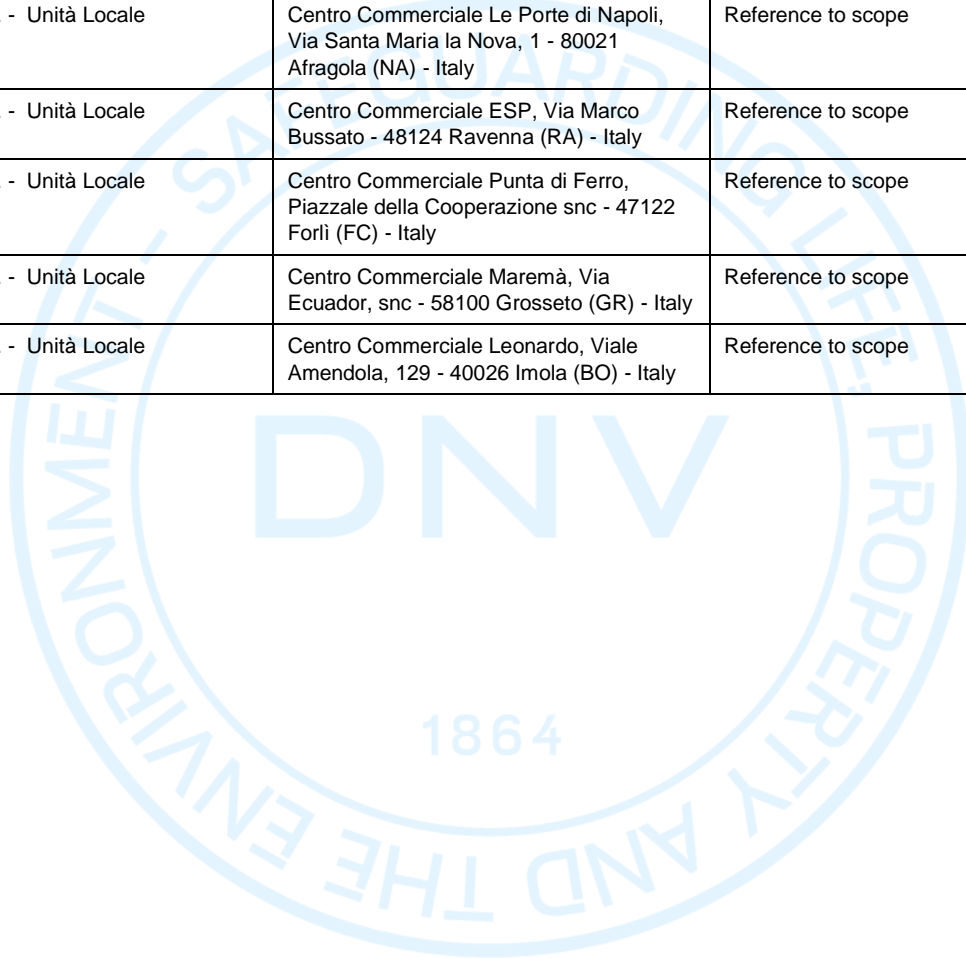 . - Unità Locale
Centro Commerciale Le Porte di Napoli,
Via Santa Maria la Nova, 1 - 80021
Afragola (NA) - Italy
Reference to scope
. - Unità Locale
Centro Commerciale ESP, Via Marco
Bussato - 48124 Ravenna (RA) - Italy
Reference to scope
. - Unità Locale
Centro Commerciale Punta di Ferro,
Piazzale della Cooperazione snc - 47122
Forlì (FC) - Italy
Reference to scope
. - Unità Locale
Centro Commerciale Maremà, Via
Ecuador, snc - 58100 Grosseto (GR) - Italy
Reference to scope
. - Unità Locale
Centro Commerciale Leonardo, Viale
Amendola, 129 - 40026 Imola (BO) - Italy
Reference to scope
SAFEGUARDING LIFE, PROPERTY AND THE ENVIRONMENT -
DNV
1864